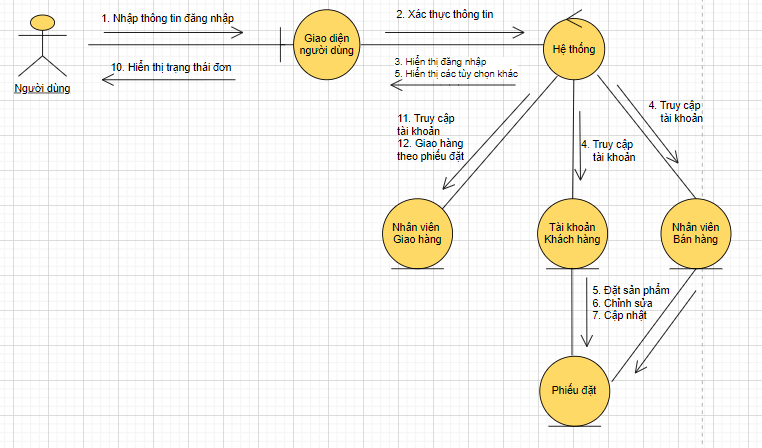 1. Nhập thông tin đăng nhập
2. Xác thực thông tin
Giao diện
người dùng
Hệ thống
10. Hiển thị trạng thái đơn
3. Hiển thị đăng nhập
5. Hiển thị các tùy chọn khác
Người dùng
11. Truy cập
tài khoản
12. Giao hàng
theo phiếu đặt
4. Truy cập
tài khoản
4. Truy cập
tài khoản
Nhân viên
Giao hàng
Tài khoản
Khách hàng
Nhân viên
Bán hàng
5. Đặt sản phẩm
6. Chỉnh sửa
7. Cập nhật
Phiếu đặt